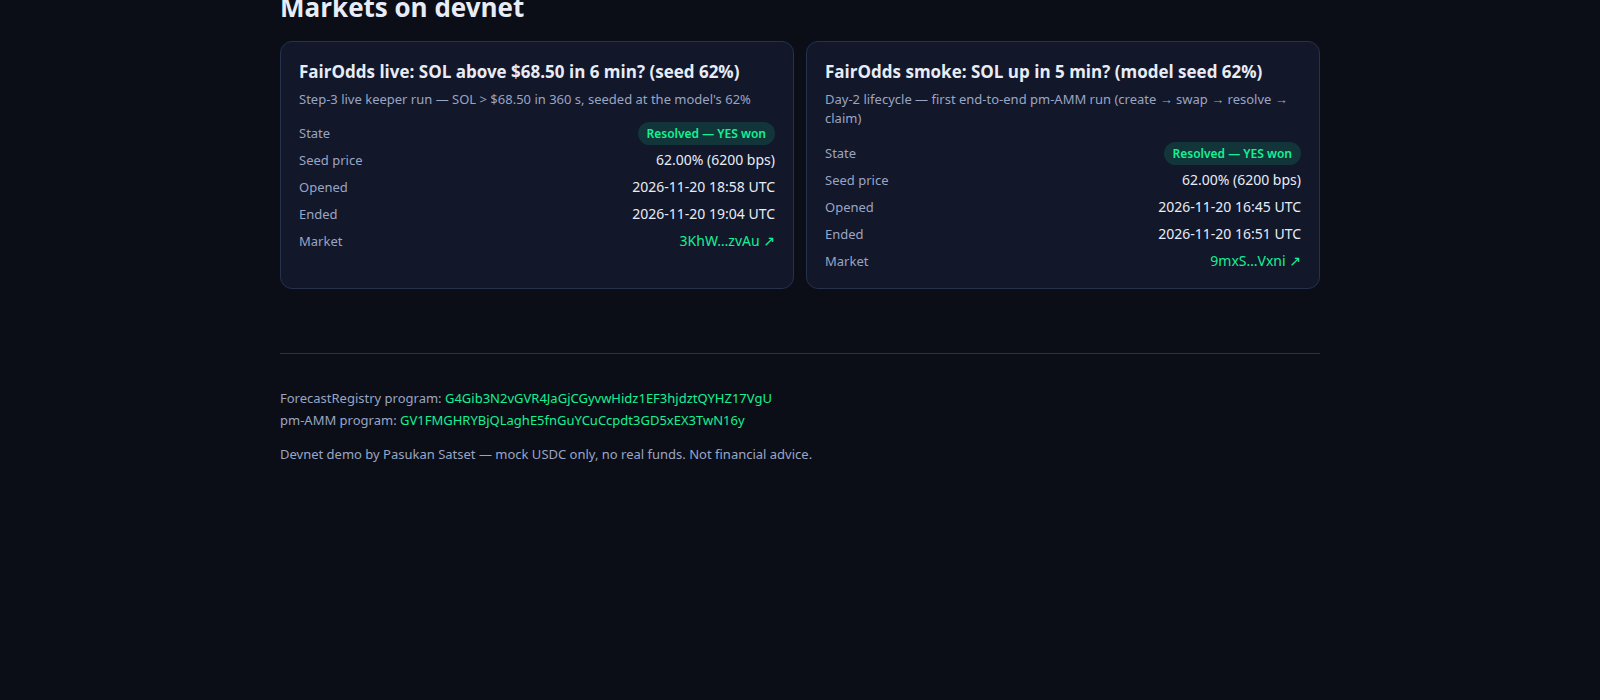 Markets on devnet
FairOdds live: SOL above $68.50 in 6 min? (seed 62%)
Step-3 live keeper run — SOL > $68.50 in 360 s, seeded at the model's 62%
State Resolved — YES won
Seed price 62.00% (6200 bps)
Opened 2026-11-20 18:58 UTC
Ended 2026-11-20 19:04 UTC
Market 3KhW...zvAu ↗
FairOdds smoke: SOL up in 5 min? (model seed 62%)
Day-2 lifecycle — first end-to-end pm-AMM run (create → swap → resolve →
claim)
State Resolved — YES won
Seed price 62.00% (6200 bps)
Opened 2026-11-20 16:45 UTC
Ended 2026-11-20 16:51 UTC
Market 9mxS...Vxni ↗
ForecastRegistry program: G4Gib3N2vGVR4JaGjCGyvwHidz1EF3hjdztQYHZ17VgU
pm-AMM program: GV1FMGHRYBjQLaghE5fnGuYCuCcpdt3GD5xEX3TwN16y
Devnet demo by Pasukan Satset — mock USDC only, no real funds. Not financial advice.